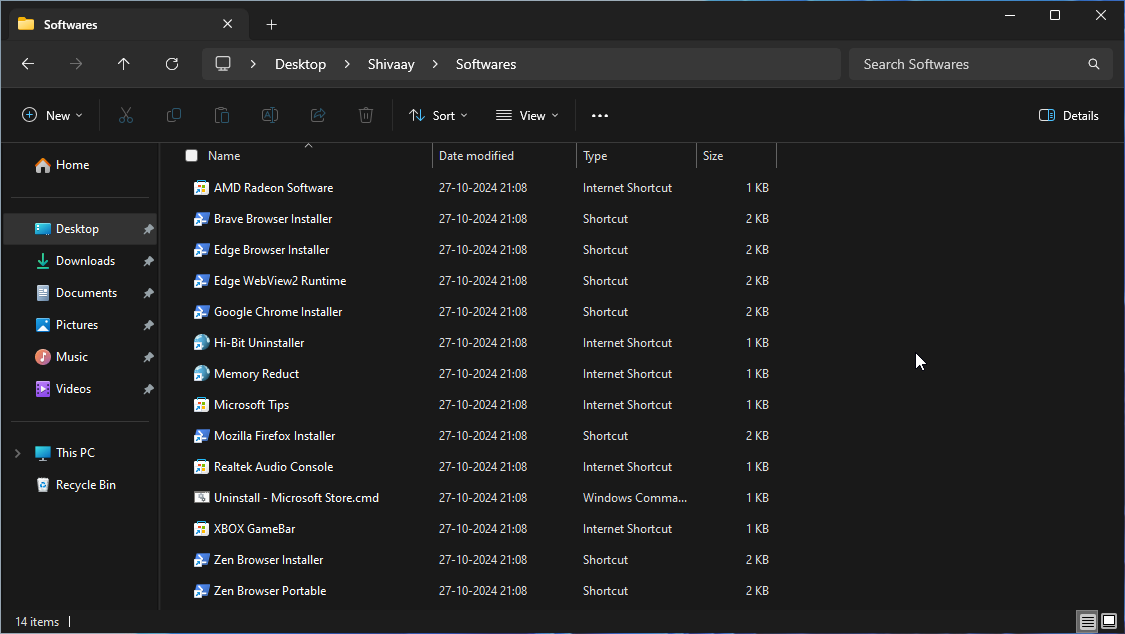 Softwares
Desktop > Shivaay > Softwares
Search Softwares
New
Sort
View
Details
Name Date modified Type Size
Home
Desktop
Downloads
Documents
Pictures
Music
Videos
This PC
Recycle Bin
AMD Radeon Software 27-10-2024 21:08 Internet Shortcut 1 KB
Brave Browser Installer 27-10-2024 21:08 Shortcut 2 KB
Edge Browser Installer 27-10-2024 21:08 Shortcut 2 KB
Edge WebView2 Runtime 27-10-2024 21:08 Shortcut 2 KB
Google Chrome Installer 27-10-2024 21:08 Shortcut 2 KB
Hi-Bit Uninstaller 27-10-2024 21:08 Internet Shortcut 1 KB
Memory Reduct 27-10-2024 21:08 Internet Shortcut 1 KB
Microsoft Tips 27-10-2024 21:08 Internet Shortcut 1 KB
Mozilla Firefox Installer 27-10-2024 21:08 Shortcut 2 KB
Realtek Audio Console 27-10-2024 21:08 Internet Shortcut 1 KB
Uninstall - Microsoft Store.cmd 27-10-2024 21:08 Windows Comma... 1 KB
XBOX GameBar 27-10-2024 21:08 Internet Shortcut 1 KB
Zen Browser Installer 27-10-2024 21:08 Shortcut 2 KB
Zen Browser Portable 27-10-2024 21:08 Shortcut 2 KB
14 items